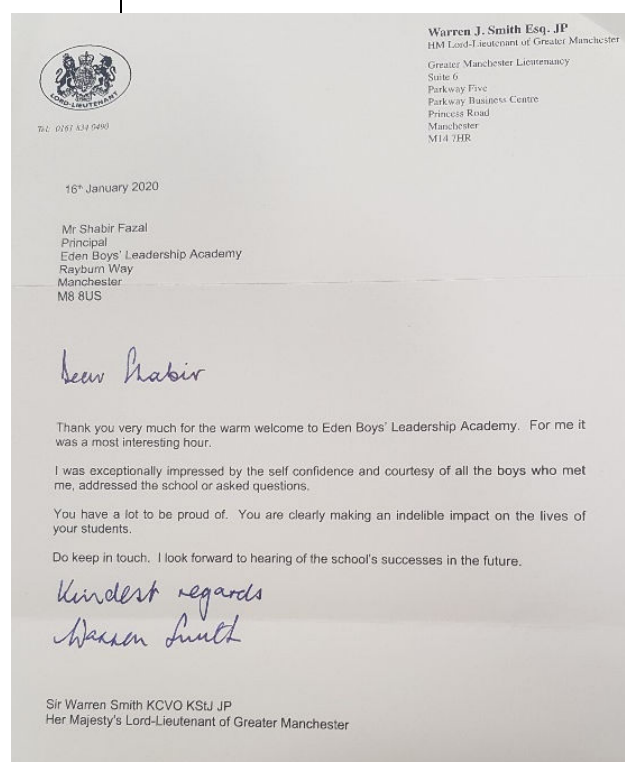 Warren J. Smith Esq. JP
HM Lord-Lieutenant of Greater Manchester
Greater Manchester Lieutenancy
Suite 6
Parkway Five
Parkway Business Centre
Princess Road
Manchester
M14 7HR
LORD-LIEUTENANT
Tel: 0161 834 0490
16th January 2020
Mr Shabir Fazal
Principal
Eden Boys' Leadership Academy
Rayburn Way
Manchester
M8 8US
Dear Shabir
Thank you very much for the warm welcome to Eden Boys' Leadership Academy. For me it
was a most interesting hour.
I was exceptionally impressed by the self confidence and courtesy of all the boys who met
me, addressed the school or asked questions.
You have a lot to be proud of. You are clearly making an indelible impact on the lives of
your students.
Do keep in touch. I look forward to hearing of the school's successes in the future.
Kindest regards
Warren Smith
Sir Warren Smith KCVO KStJ JP
Her Majesty's Lord-Lieutenant of Greater Manchester